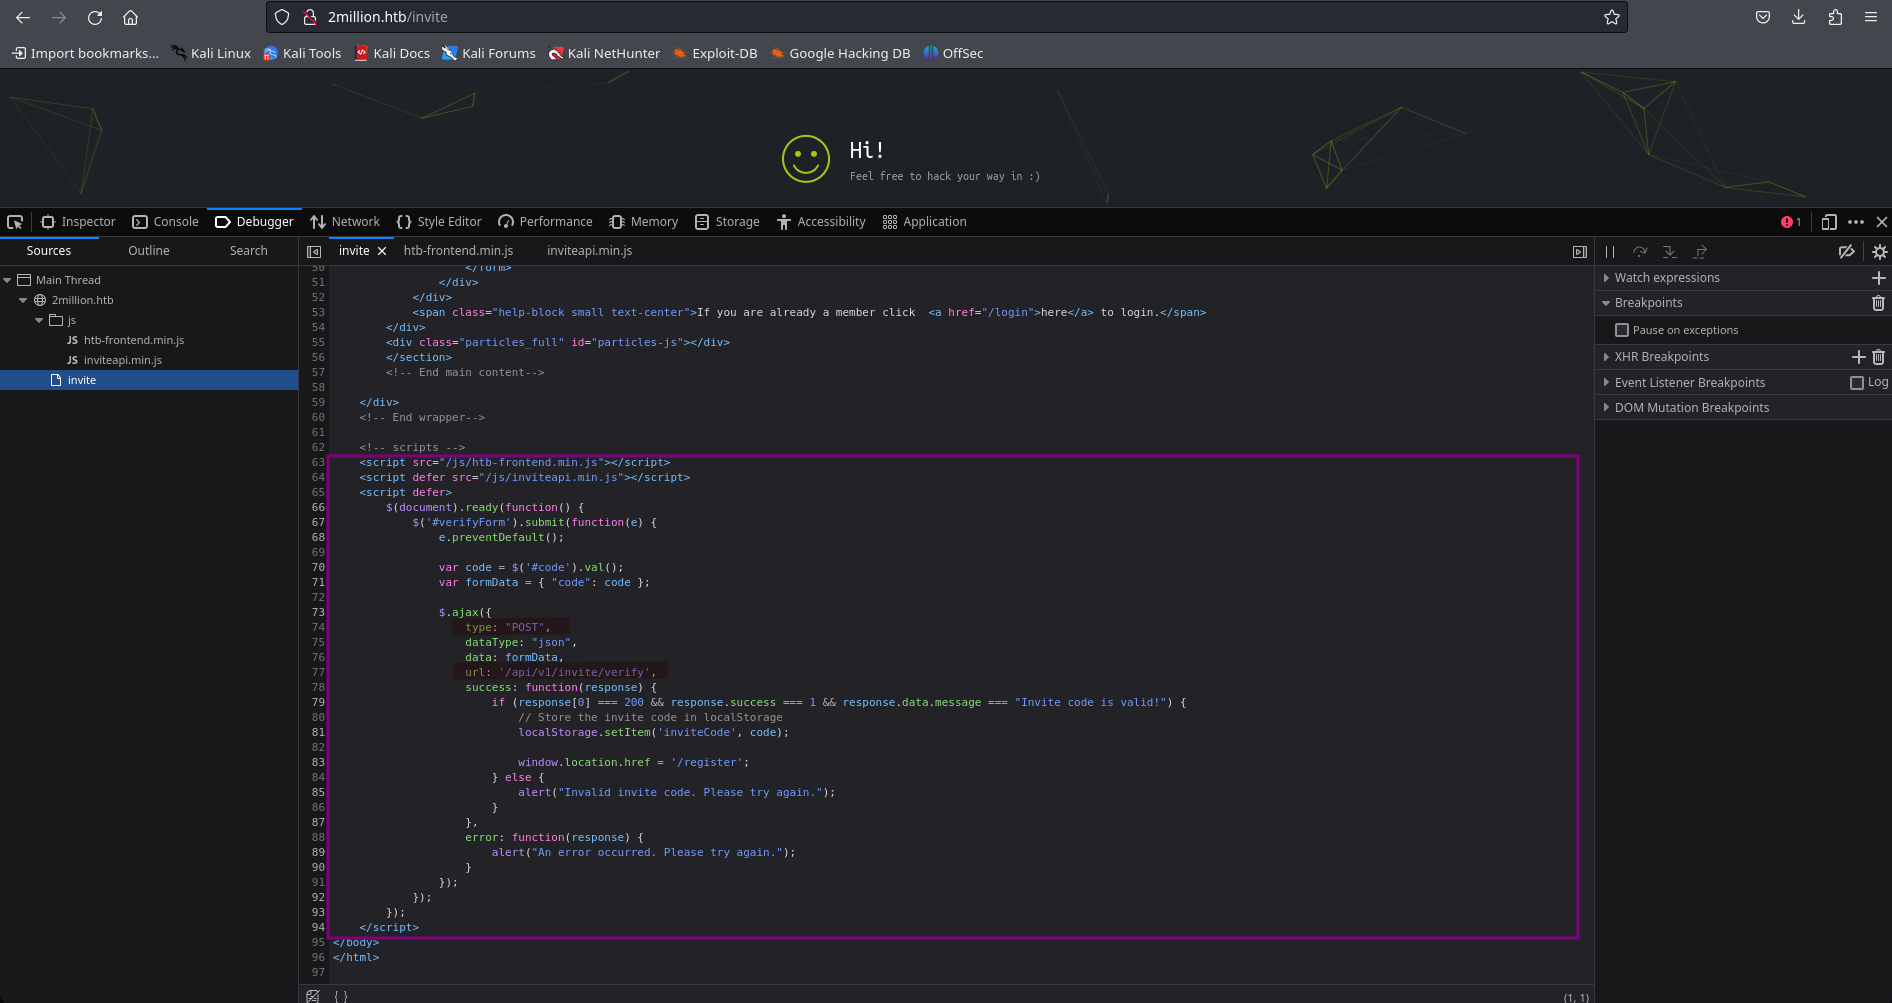 2million.htb/invite
Import bookmarks... Kali Linux Kali Tools Kali Docs Kali Forums Kali NetHunter Exploit-DB Google Hacking DB OffSec
Hi!
Feel free to hack your way in :)
Inspector Console Debugger Network Style Editor Performance Memory Storage Accessibility Application 1
Sources Outline Search invite htb-frontend.min.js inviteapi.min.js
Main Thread
2million.htb
js
htb-frontend.min.js
inviteapi.min.js
invite
50 </form>
51 </div>
52 </div>
53 <span class="help-block small text-center">If you are already a member click  <a href="/login">here</a> to login.</span>
54 </div>
55 <div class="particles_full" id="particles-js"></div>
56 </section>
57 <!-- End main content-->
58
59 </div>
60 <!-- End wrapper-->
61
62 <!-- scripts -->
63 <script src="/js/htb-frontend.min.js"></script>
64 <script defer src="/js/inviteapi.min.js"></script>
65 <script defer>
66 $(document).ready(function() {
67 $('#verifyForm').submit(function(e) {
68 e.preventDefault();
69
70 var code = $('#code').val();
71 var formData = { "code": code };
72
73 $.ajax({
74 type: "POST",
75 dataType: "json",
76 data: formData,
77 url: '/api/v1/invite/verify',
78 success: function(response) {
79 if (response[0] === 200 && response.success === 1 && response.data.message === "Invite code is valid!") {
80 // Store the invite code in localStorage
81 localStorage.setItem('inviteCode', code);
82
83 window.location.href = '/register';
84 } else {
85 alert("Invalid invite code. Please try again.");
86 }
87 },
88 error: function(response) {
89 alert("An error occurred. Please try again.");
90 }
91 });
92 });
93 });
94 </script>
95 </body>
96 </html>
97
{ } (1, 1)
Watch expressions
Breakpoints
Pause on exceptions
XHR Breakpoints
Event Listener Breakpoints Log
DOM Mutation Breakpoints